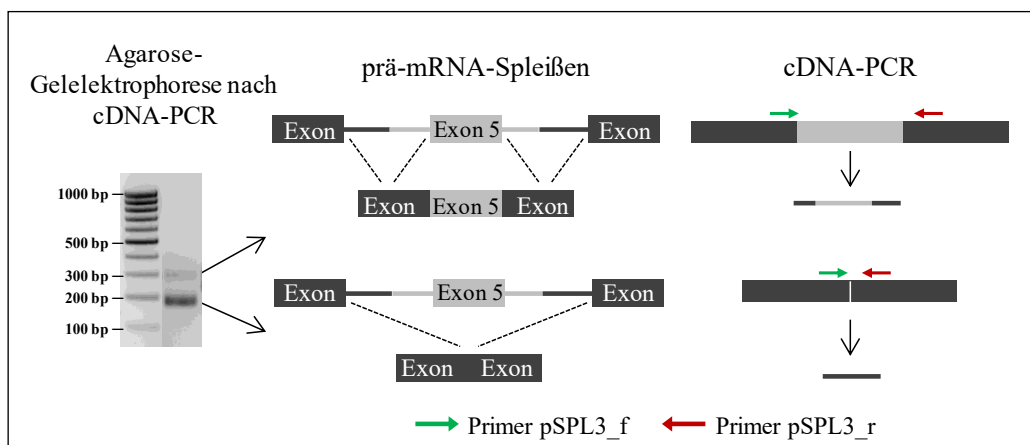 Agarose-
Gelelektrophorese nach
cDNA-PCR
prä-mRNA-Spleißen
cDNA-PCR
1000 bp
500 bp
300 bp
200 bp
100 bp
Exon Exon 5 Exon
Exon Exon 5 Exon
Exon Exon 5 Exon
Exon Exon
Primer pSPL3_f Primer pSPL3_r